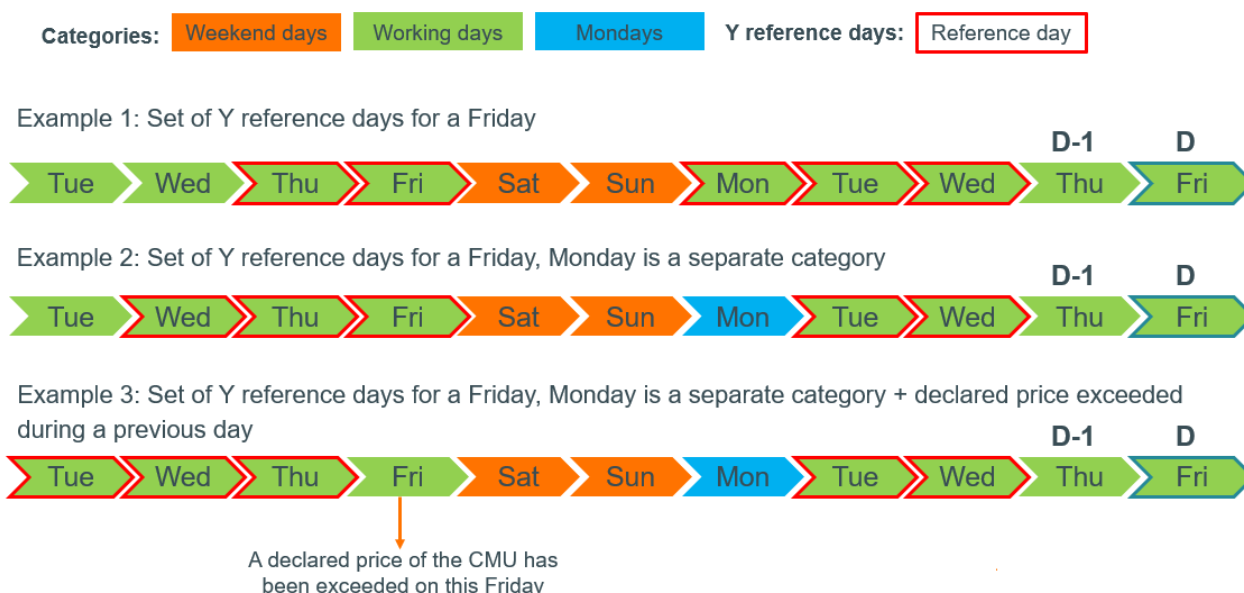 Categories: Weekend days Working days Mondays Y reference days: Reference day
Example 1: Set of Y reference days for a Friday
D-1 D
Tue Wed Thu Fri Sat Sun Mon Tue Wed Thu Fri
Example 2: Set of Y reference days for a Friday, Monday is a separate category
D-1 D
Tue Wed Thu Fri Sat Sun Mon Tue Wed Thu Fri
Example 3: Set of Y reference days for a Friday, Monday is a separate category + declared price exceeded
during a previous day
D-1 D
Tue Wed Thu Fri Sat Sun Mon Tue Wed Thu Fri
A declared price of the CMU has
been exceeded on this Friday